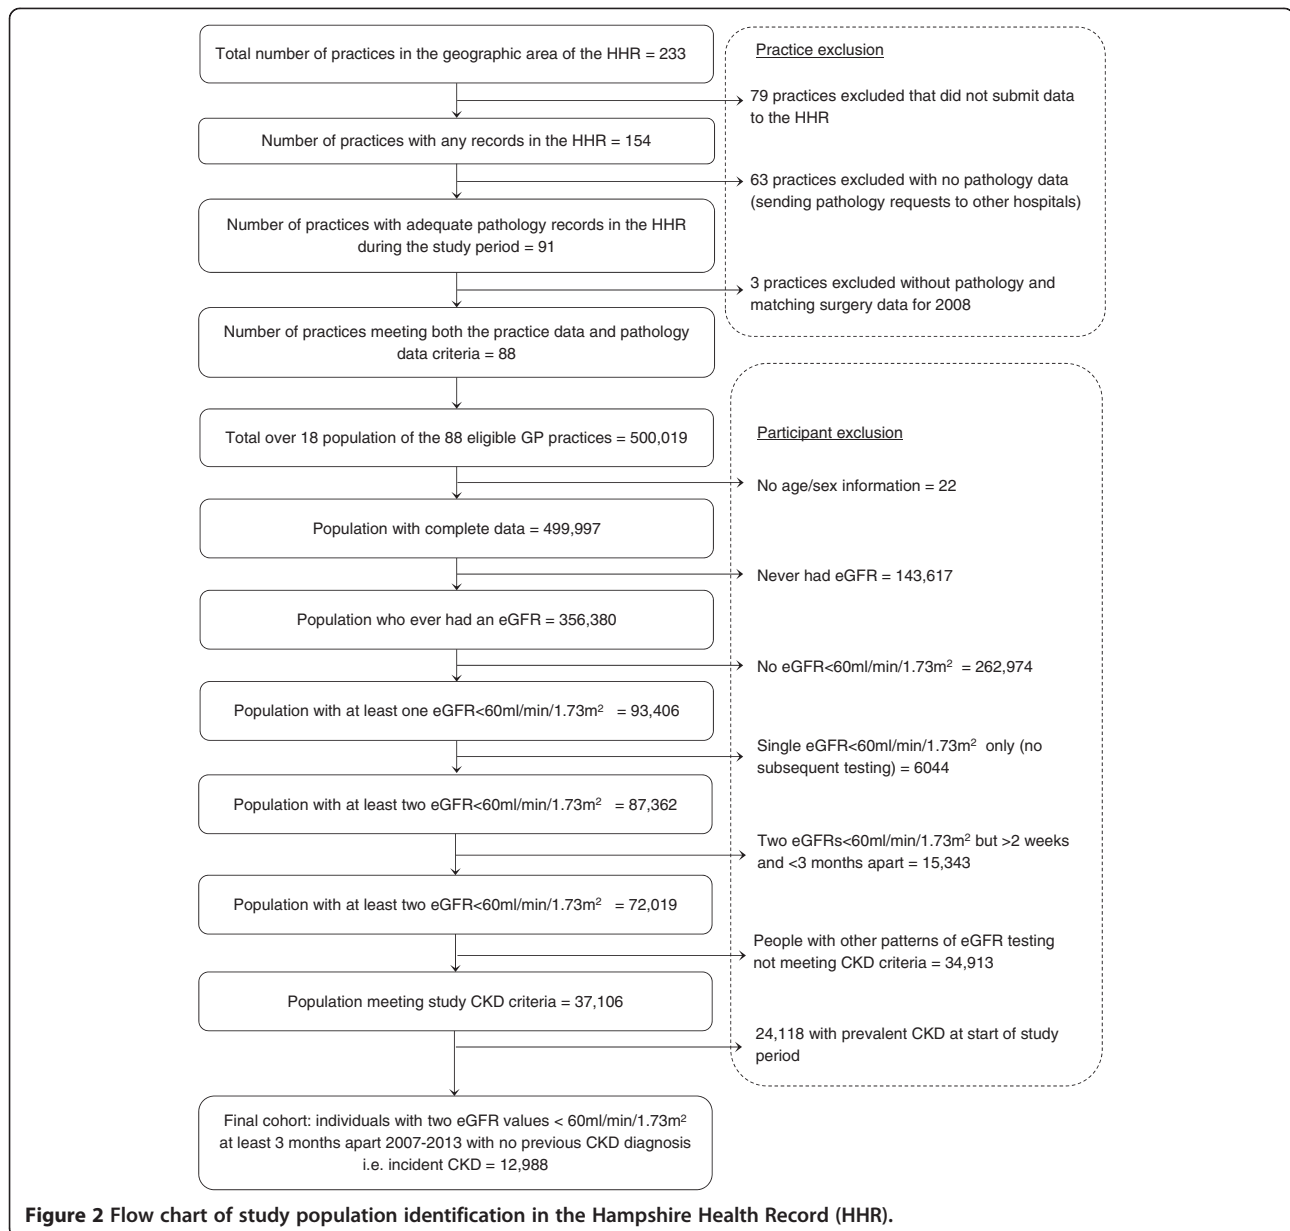 Total number of practices in the geographic area of the HHR = 233
Practice exclusion
79 practices excluded that did not submit data
to the HHR
Number of practices with any records in the HHR = 154
63 practices excluded with no pathology data
(sending pathology requests to other hospitals)
Number of practices with adequate pathology records in the HHR
during the study period = 91
3 practices excluded without pathology and
matching surgery data for 2008
Number of practices meeting both the practice data and pathology
data criteria = 88
Total over 18 population of the 88 eligible GP practices = 500,019
Participant exclusion
No age/sex information = 22
Population with complete data = 499,997
Never had eGFR = 143,617
Population who ever had an eGFR = 356,380
No eGFR<60ml/min/1.73m² = 262,974
Population with at least one eGFR<60ml/min/1.73m² = 93,406
Single eGFR<60ml/min/1.73m² only (no
subsequent testing) = 6044
Population with at least two eGFR<60ml/min/1.73m² = 87,362
Two eGFRs<60ml/min/1.73m² but >2 weeks
and <3 months apart = 15,343
Population with at least two eGFR<60ml/min/1.73m² = 72,019
People with other patterns of eGFR testing
not meeting CKD criteria = 34,913
Population meeting study CKD criteria = 37,106
24,118 with prevalent CKD at start of study
period
Final cohort: individuals with two eGFR values < 60ml/min/1.73m²
at least 3 months apart 2007-2013 with no previous CKD diagnosis
i.e. incident CKD = 12,988
Figure 2 Flow chart of study population identification in the Hampshire Health Record (HHR).